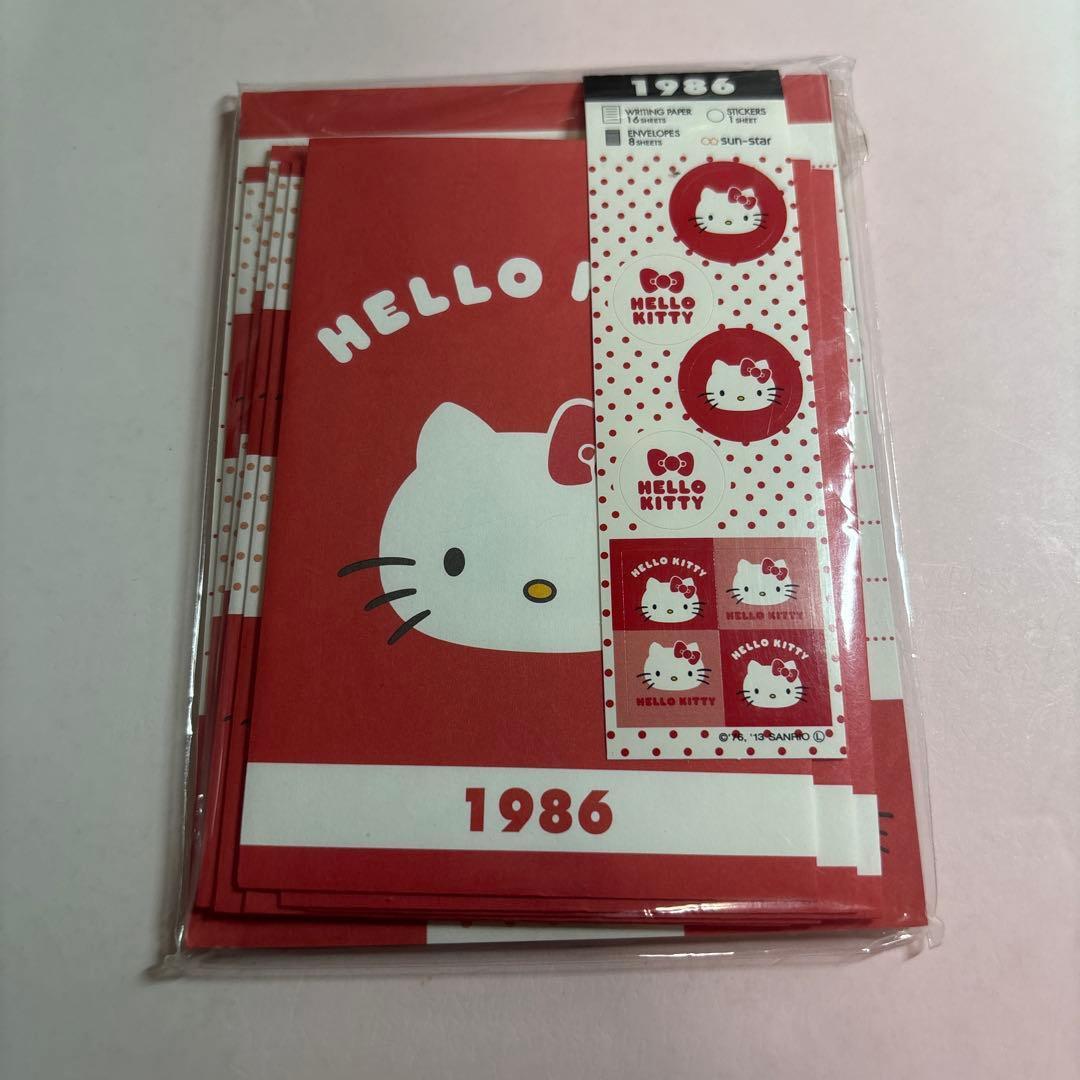 1986
WRITING PAPER
16 SHEETS
STICKERS
1 SHEET
ENVELOPES
8 SHEETS
sun-star
HELLO
HELLO
KITTY
HELLO
KITTY
HELLO KITTY
HELLO KITTY
HELLO KITTY
HELLO KITTY
©'76, '13 SANRIO Ⓛ
1986